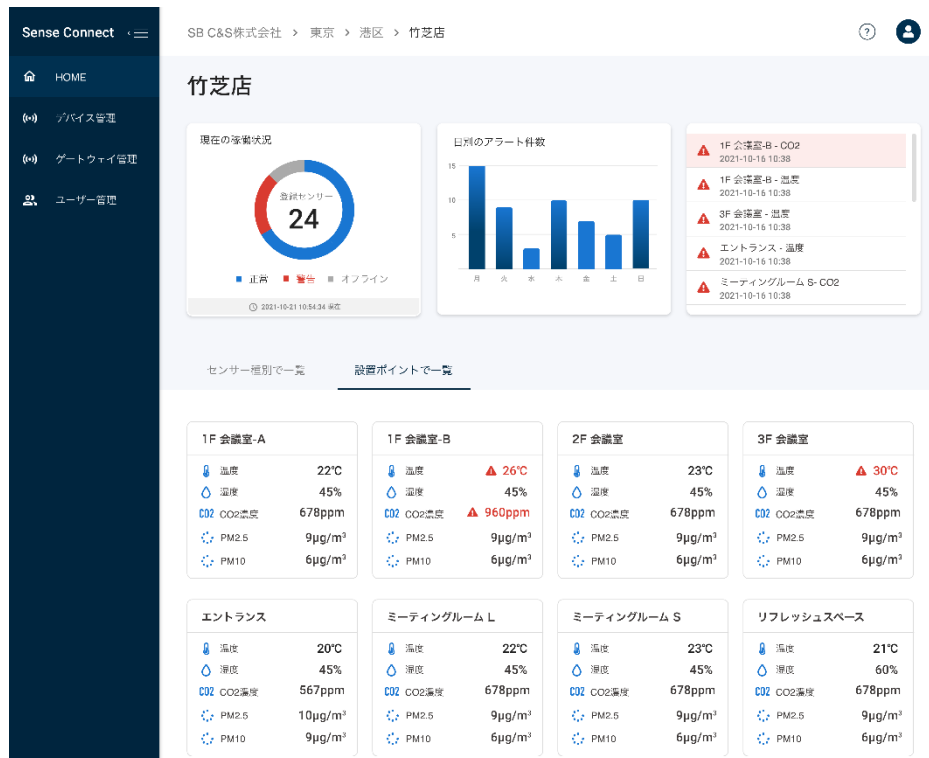 Sense Connect
SB C&S株式会社 > 東京 > 港区 > 竹芝店
?
HOME
デバイス管理
ゲートウェイ管理
ユーザー管理
竹芝店
現在の稼働状況
登録センサー
24
正常 警告 オフライン
2021-10-21 10:54:34 現在
日別のアラート件数
15
10
5
月 火 水 木 金 土 日
1F 会議室-B - CO2
2021-10-16 10:38
1F 会議室-B - 温度
2021-10-16 10:38
3F 会議室 - 温度
2021-10-16 10:38
エントランス - 温度
2021-10-16 10:38
ミーティングルーム S- CO2
2021-10-16 10:38
センサー種別で一覧 設置ポイントで一覧
1F 会議室-A
温度 22℃
湿度 45%
CO2 CO2濃度 678ppm
PM2.5 9μg/m³
PM10 6μg/m³
1F 会議室-B
温度 26℃
湿度 45%
CO2 CO2濃度 960ppm
PM2.5 9μg/m³
PM10 6μg/m³
2F 会議室
温度 23℃
湿度 45%
CO2 CO2濃度 678ppm
PM2.5 9μg/m³
PM10 6μg/m³
3F 会議室
温度 30℃
湿度 45%
CO2 CO2濃度 678ppm
PM2.5 9μg/m³
PM10 6μg/m³
エントランス
温度 20℃
湿度 45%
CO2 CO2濃度 567ppm
PM2.5 10μg/m³
PM10 9μg/m³
ミーティングルーム L
温度 22℃
湿度 45%
CO2 CO2濃度 678ppm
PM2.5 9μg/m³
PM10 6μg/m³
ミーティングルーム S
温度 23℃
湿度 45%
CO2 CO2濃度 678ppm
PM2.5 9μg/m³
PM10 6μg/m³
リフレッシュスペース
温度 21℃
湿度 60%
CO2 CO2濃度 678ppm
PM2.5 9μg/m³
PM10 6μg/m³